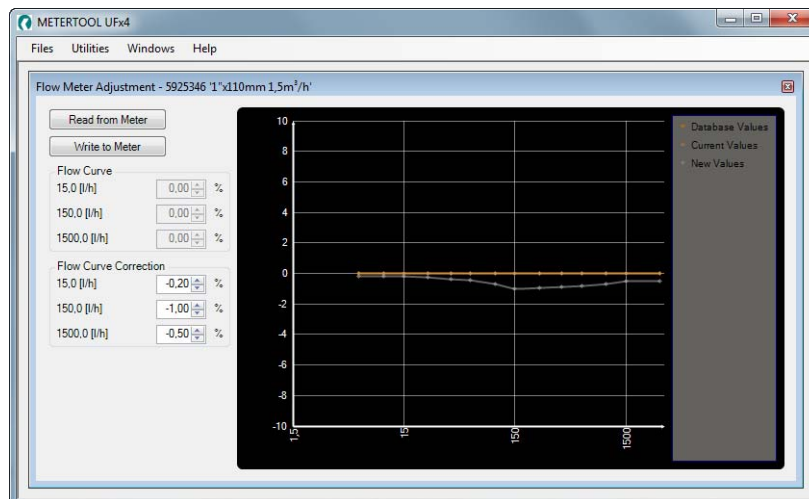 METERTOOL UFx4
Files Utilities Windows Help
Flow Meter Adjustment - 5925346 '1"x110mm 1,5m³/h'
Read from Meter
Write to Meter
Flow Curve
15,0 [l/h] 0,00 %
150,0 [l/h] 0,00 %
1500,0 [l/h] 0,00 %
Flow Curve Correction
15,0 [l/h] -0,20 %
150,0 [l/h] -1,00 %
1500,0 [l/h] -0,50 %
10
8
6
4
2
0
-2
-4
-6
-8
-10
1,5
15
150
1500
Database Values
Current Values
New Values